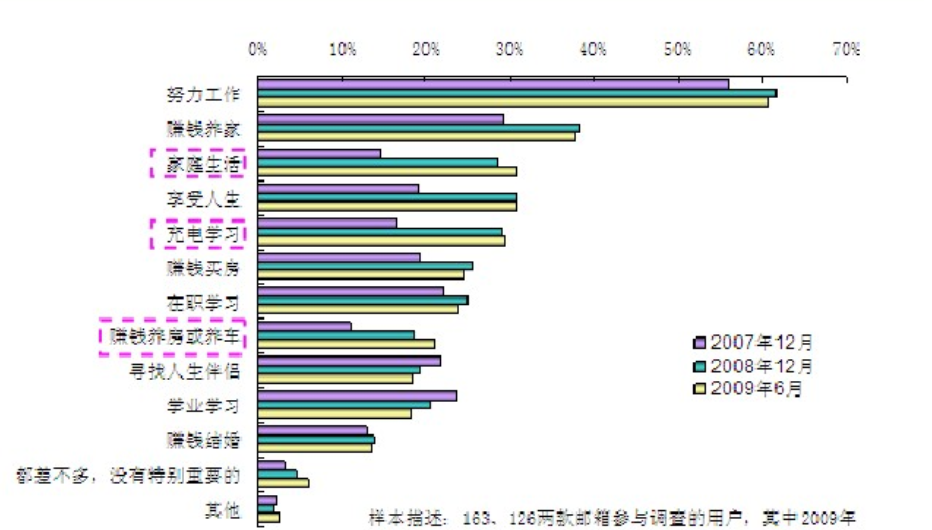 0% 10% 20% 30% 40% 50% 60% 70%
努力工作
赚钱养家
家庭生活
享受人生
充电学习
赚钱买房
在职学习
赚钱养房或养车
寻找人生伴侣
学业学习
赚钱结婚
都差不多，没有特别重要的
其他
2007年12月
2008年12月
2009年6月
样本描述：163、126两款邮箱参与调查的用户，其中2009年